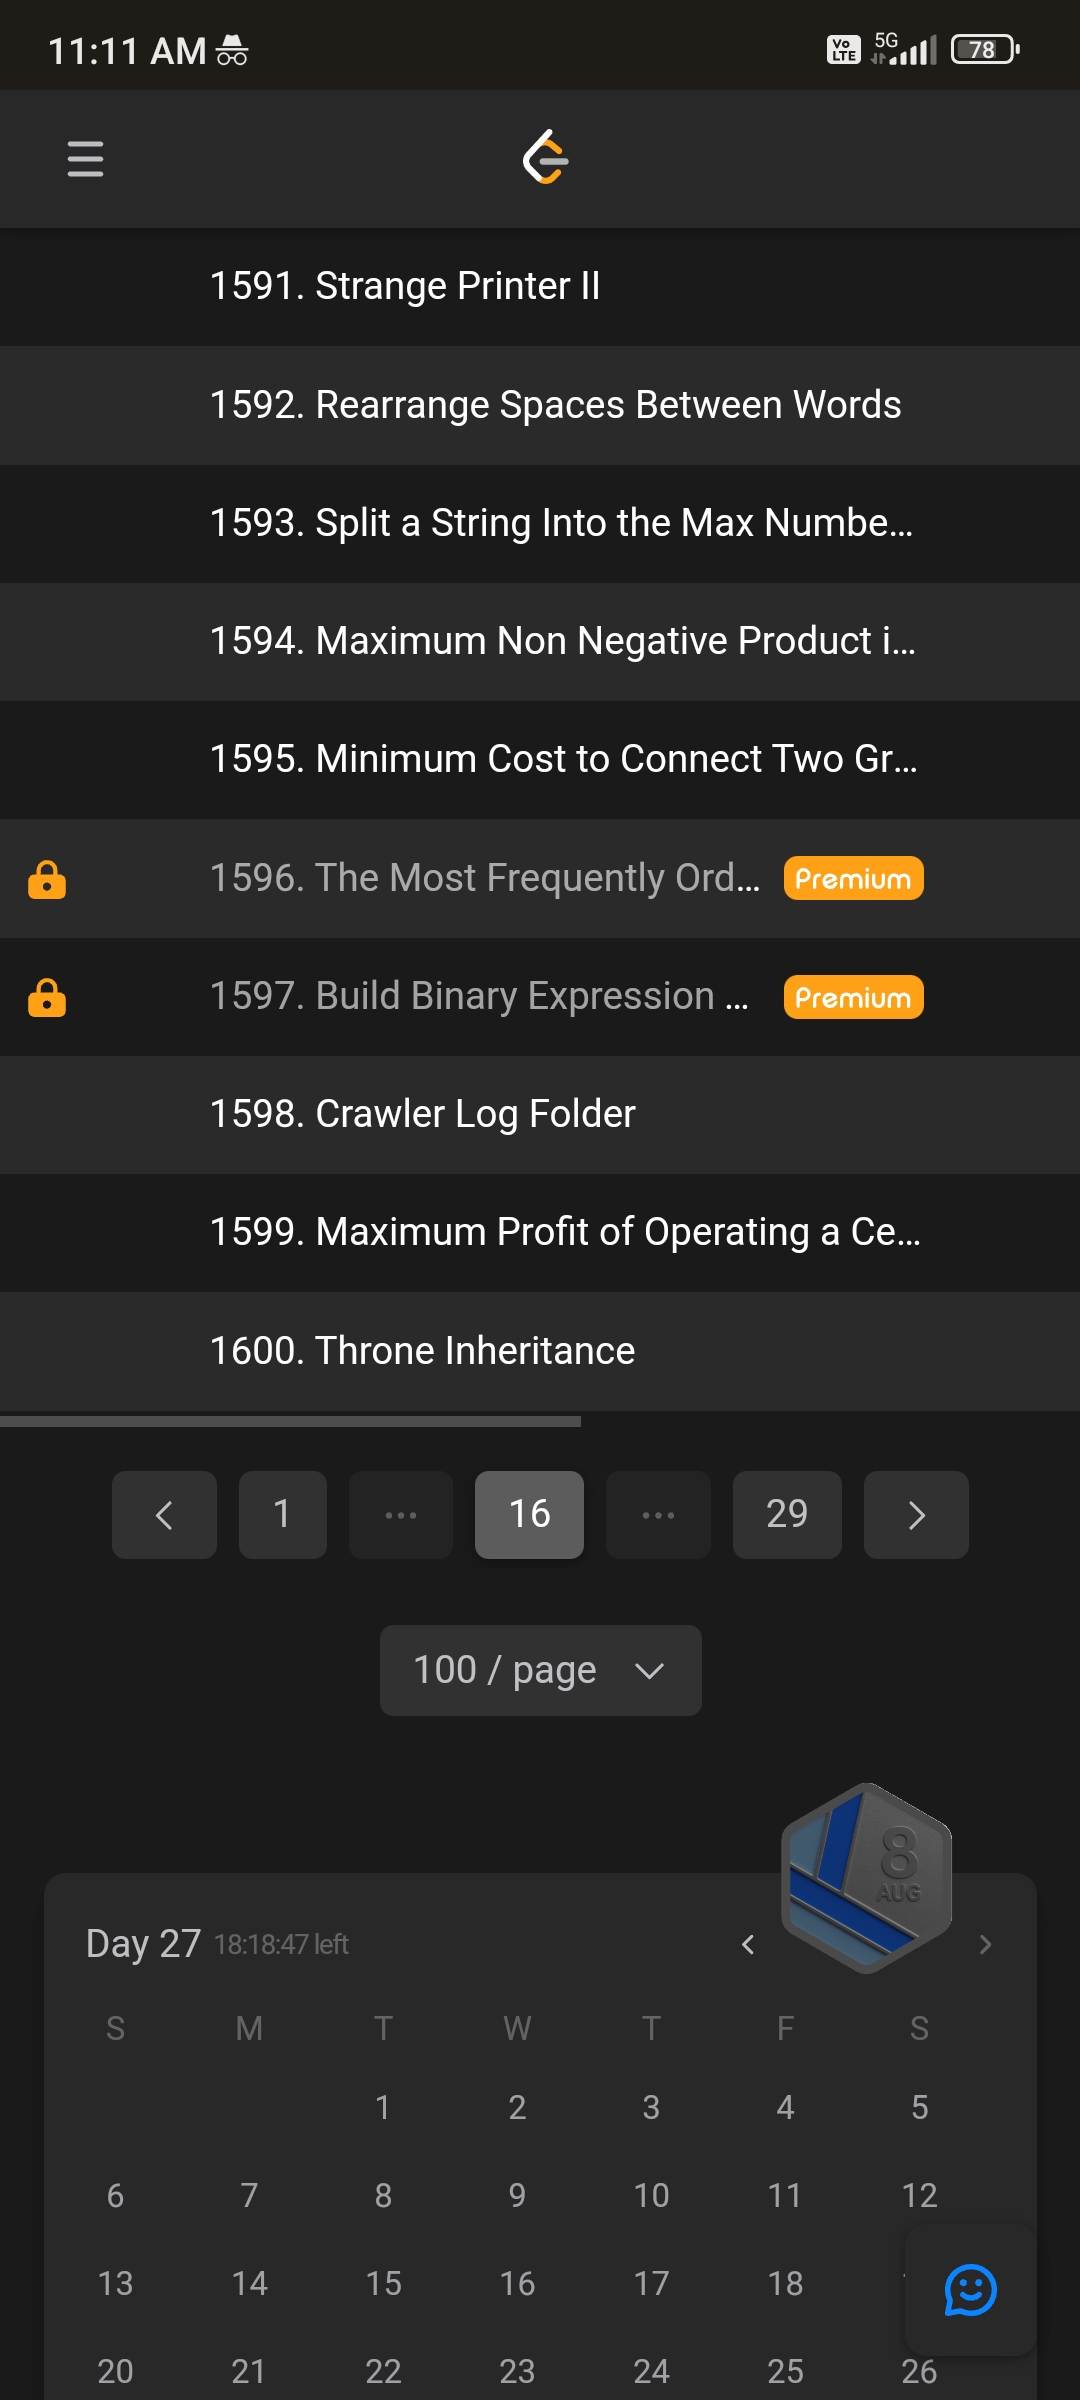 11:11 AM
Vo LTE 5G 78
1591. Strange Printer II
1592. Rearrange Spaces Between Words
1593. Split a String Into the Max Numbe...
1594. Maximum Non Negative Product i...
1595. Minimum Cost to Connect Two Gr...
1596. The Most Frequently Ord... Premium
1597. Build Binary Expression ... Premium
1598. Crawler Log Folder
1599. Maximum Profit of Operating a Ce...
1600. Throne Inheritance
1 ... 16 ... 29
100 / page
8
AUG
Day 27 18:18:47 left
S M T W T F S
1 2 3 4 5
6 7 8 9 10 11 12
13 14 15 16 17 18
20 21 22 23 24 25 26